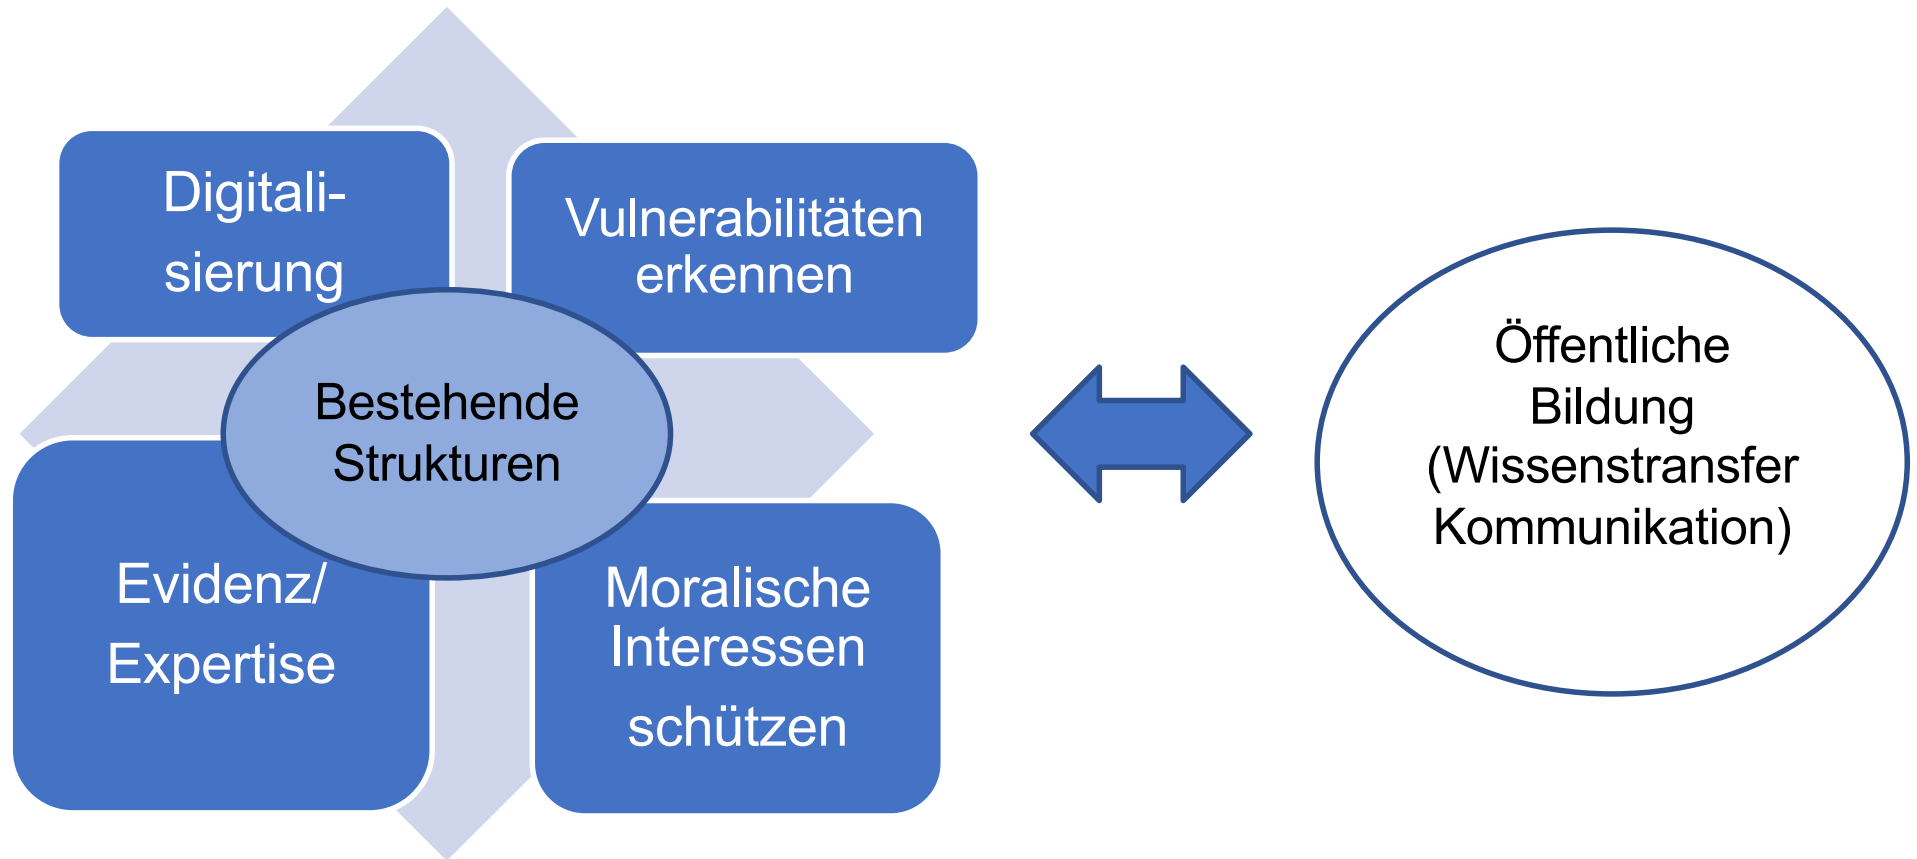 Digitali-
sierung
Vulnerabilitäten
erkennen
Bestehende
Strukturen
Evidenz/
Expertise
Moralische
Interessen
schützen
Öffentliche
Bildung
(Wissenstransfer
Kommunikation)